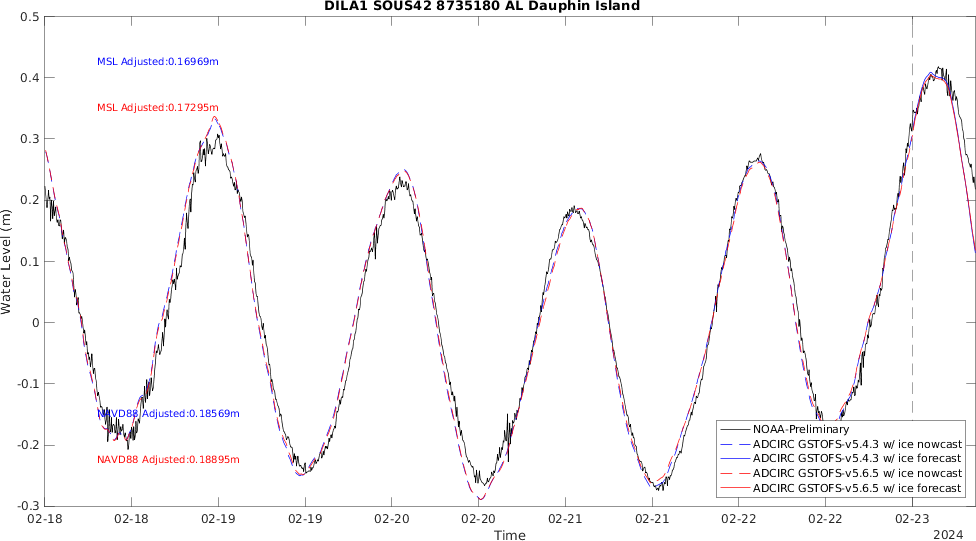 DILA1 SOUS42 8735180 AL Dauphin Island
0.5
0.4
0.3
0.2
0.1
0
-0.1
-0.2
-0.3
Water Level (m)
MSL Adjusted:0.16969m
MSL Adjusted:0.17295m
NAVD88 Adjusted:0.18569m
NAVD88 Adjusted:0.18895m
NOAA-Preliminary
ADCIRC GSTOFS-v5.4.3 w/ ice nowcast
ADCIRC GSTOFS-v5.4.3 w/ ice forecast
ADCIRC GSTOFS-v5.6.5 w/ ice nowcast
ADCIRC GSTOFS-v5.6.5 w/ ice forecast
02-18 02-18 02-19 02-19 02-20 02-20 02-21 02-21 02-22 02-22 02-23
Time
2024